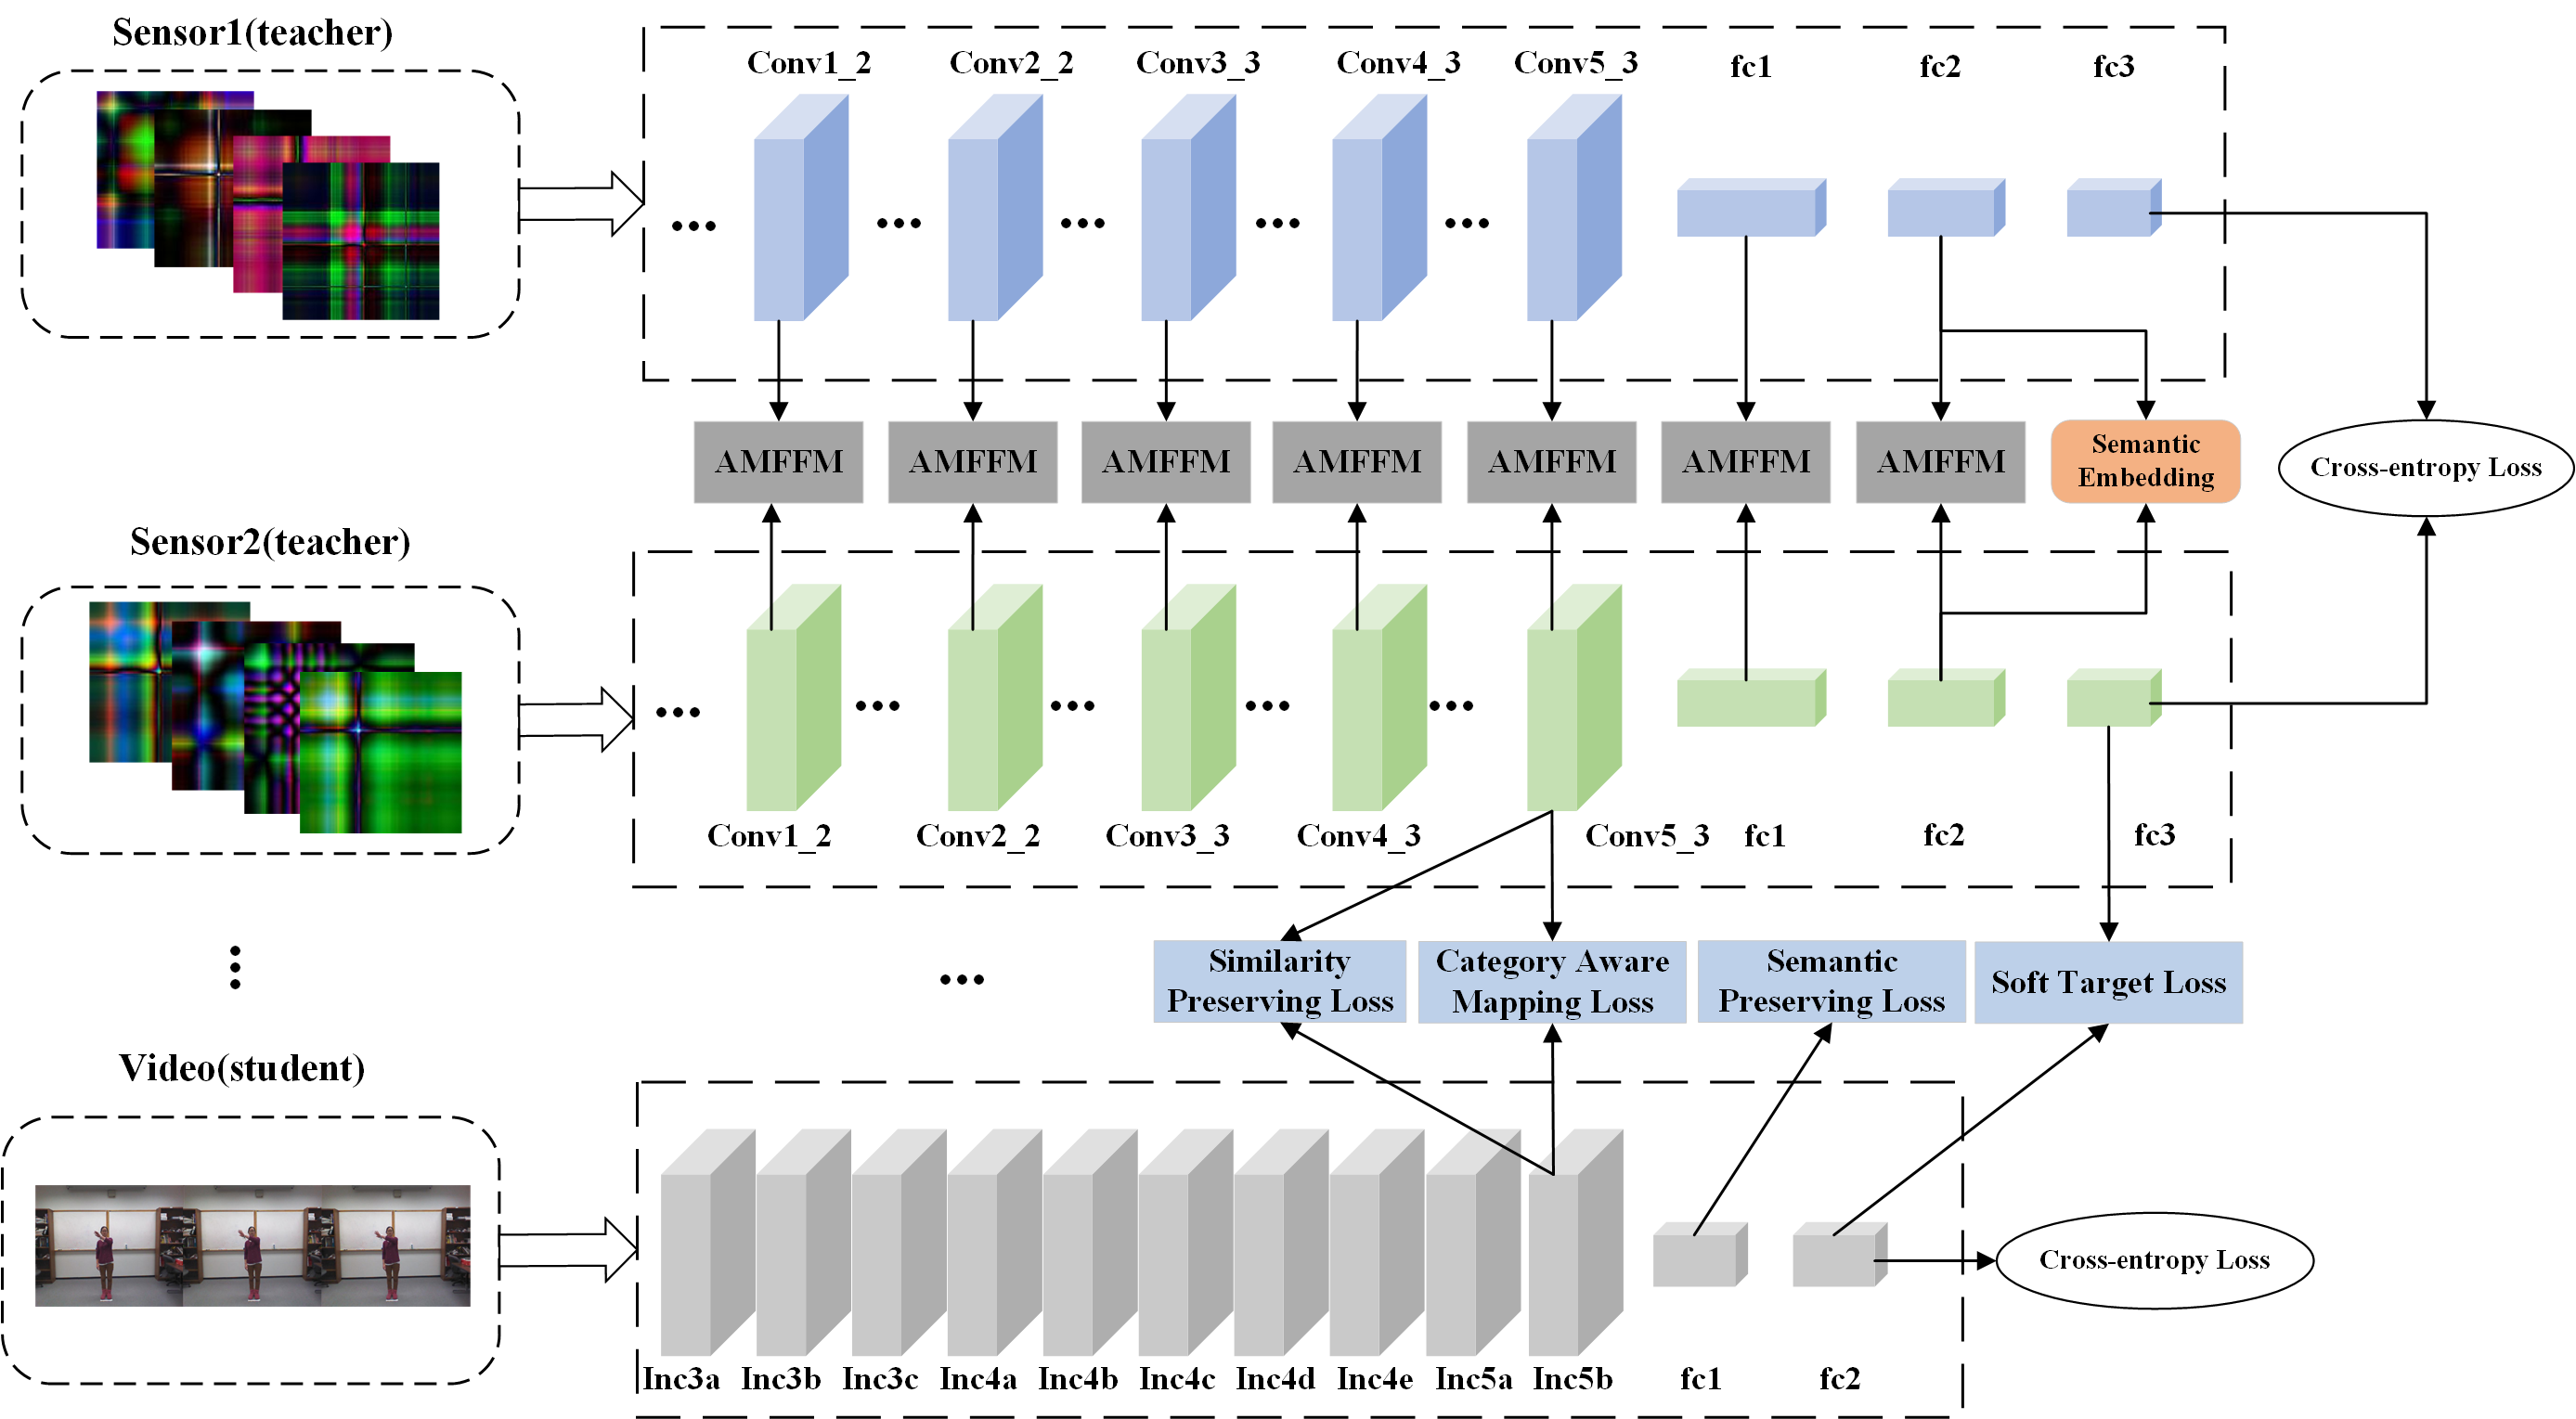 Sensor1(teacher)
Conv1_2
Conv2_2
Conv3_3
Conv4_3
Conv5_3
fc1
fc2
fc3
AMFFM
AMFFM
AMFFM
AMFFM
AMFFM
AMFFM
AMFFM
Semantic
Embedding
Cross-entropy Loss
Sensor2(teacher)
Conv1_2
Conv2_2
Conv3_3
Conv4_3
Conv5_3
fc1
fc2
fc3
Similarity
Preserving Loss
Category Aware
Mapping Loss
Semantic
Preserving Loss
Soft Target Loss
Video(student)
Cross-entropy Loss
Inc3a
Inc3b
Inc3c
Inc4a
Inc4b
Inc4c
Inc4d
Inc4e
Inc5a
Inc5b
fc1
fc2